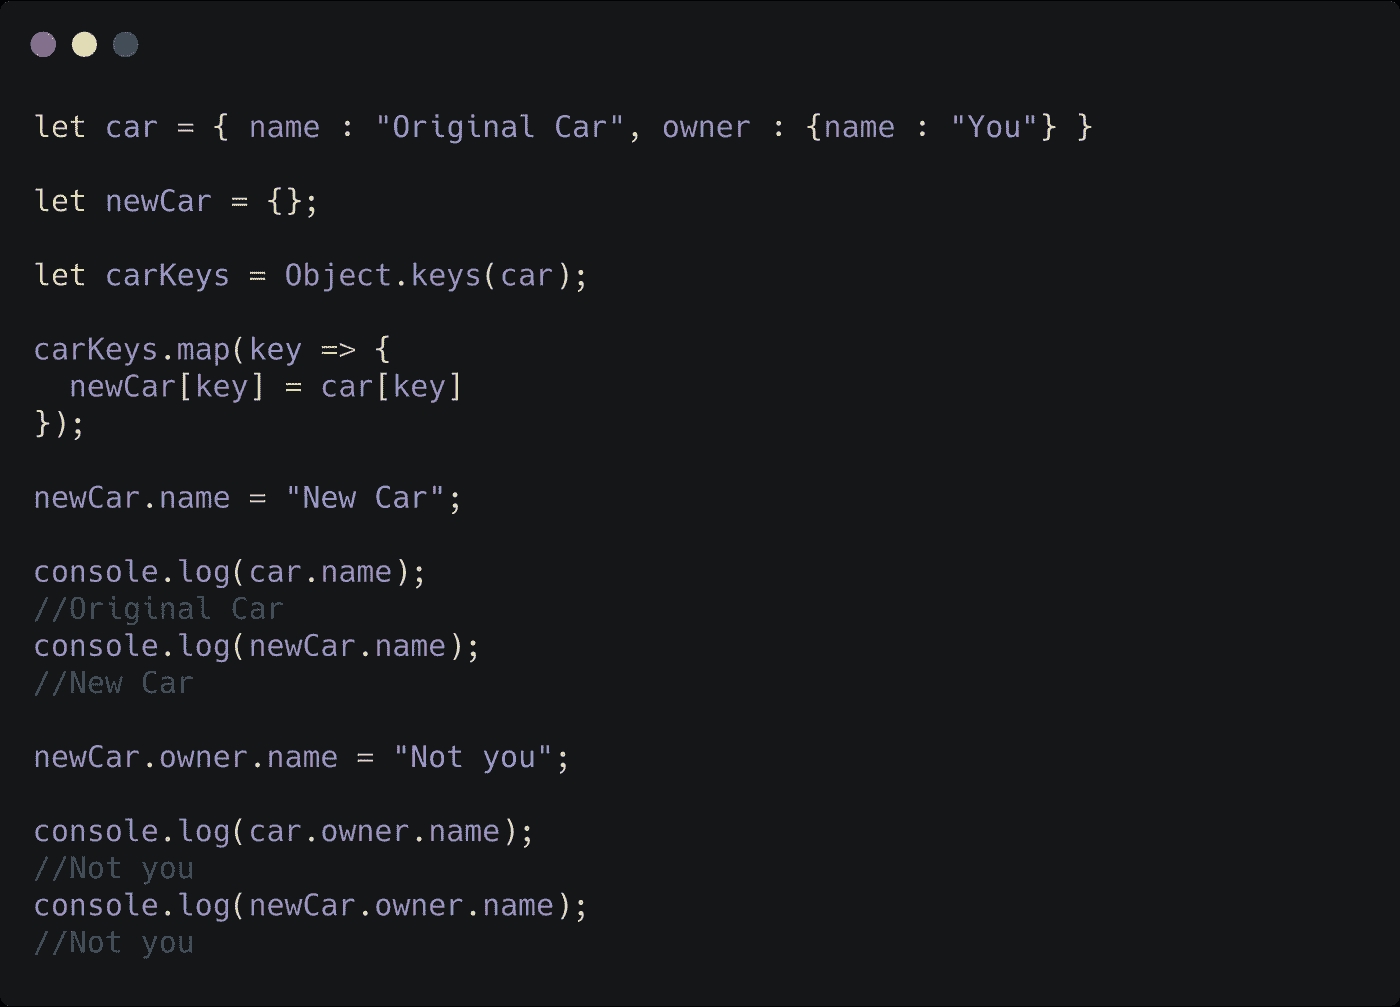 let car = { name : "Original Car", owner : {name : "You"} }
let newCar = {};
let carKeys = Object.keys(car);
carKeys.map(key => {
  newCar[key] = car[key]
});
newCar.name = "New Car";
console.log(car.name);
//Original Car
console.log(newCar.name);
//New Car
newCar.owner.name = "Not you";
console.log(car.owner.name);
//Not you
console.log(newCar.owner.name);
//Not you